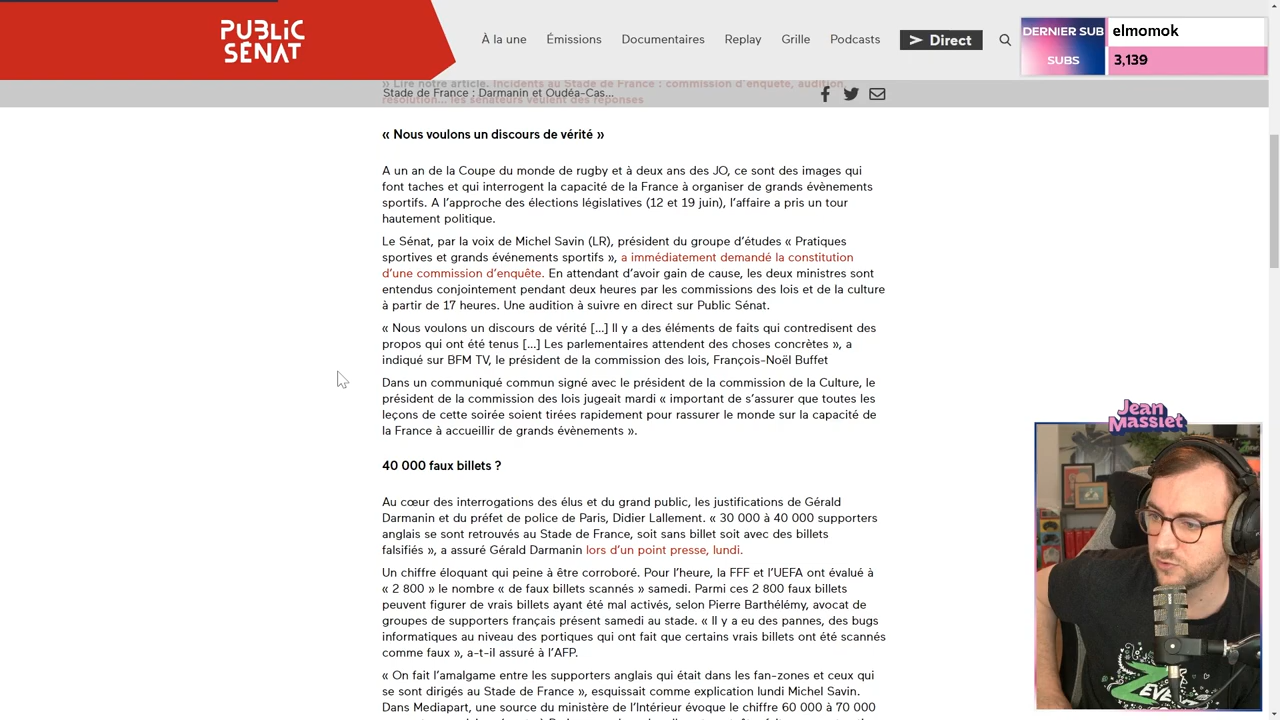 PUBLiC
SÉNAT
À la une
Émissions
Documentaires
Replay
Grille
Podcasts
Direct
DERNIER SUB
elmomok
SUBS
3,139
» Lire notre article. Incidents au Stade de France : commission d'enquête, audition,
résolution... les sénateurs veulent des réponses
Stade de France : Darmanin et Oudéa-Cas...
« Nous voulons un discours de vérité »
A un an de la Coupe du monde de rugby et à deux ans des JO, ce sont des images qui
font taches et qui interrogent la capacité de la France à organiser de grands évènements
sportifs. A l'approche des élections législatives (12 et 19 juin), l'affaire a pris un tour
hautement politique.
Le Sénat, par la voix de Michel Savin (LR), président du groupe d'études « Pratiques
sportives et grands événements sportifs », a immédiatement demandé la constitution
d'une commission d'enquête. En attendant d'avoir gain de cause, les deux ministres sont
entendus conjointement pendant deux heures par les commissions des lois et de la culture
à partir de 17 heures. Une audition à suivre en direct sur Public Sénat.
« Nous voulons un discours de vérité [...] Il y a des éléments de faits qui contredisent des
propos qui ont été tenus [...] Les parlementaires attendent des choses concrètes », a
indiqué sur BFM TV, le président de la commission des lois, François-Noël Buffet
Dans un communiqué commun signé avec le président de la commission de la Culture, le
président de la commission des lois jugeait mardi « important de s'assurer que toutes les
leçons de cette soirée soient tirées rapidement pour rassurer le monde sur la capacité de
la France à accueillir de grands évènements ».
40 000 faux billets ?
Au cœur des interrogations des élus et du grand public, les justifications de Gérald
Darmanin et du préfet de police de Paris, Didier Lallement. « 30 000 à 40 000 supporters
anglais se sont retrouvés au Stade de France, soit sans billet soit avec des billets
falsifiés », a assuré Gérald Darmanin lors d'un point presse, lundi.
Un chiffre éloquent qui peine à être corroboré. Pour l'heure, la FFF et l'UEFA ont évalué à
« 2 800 » le nombre « de faux billets scannés » samedi. Parmi ces 2 800 faux billets
peuvent figurer de vrais billets ayant été mal activés, selon Pierre Barthélémy, avocat de
groupes de supporters français présent samedi au stade. « Il y a eu des pannes, des bugs
informatiques au niveau des portiques qui ont fait que certains vrais billets ont été scannés
comme faux », a-t-il assuré à l'AFP.
« On fait l'amalgame entre les supporters anglais qui était dans les fan-zones et ceux qui
se sont dirigés au Stade de France », esquissait comme explication lundi Michel Savin.
Dans Mediapart, une source du ministère de l'Intérieur évoque le chiffre 60 000 à 70 000
Jean
Massiet